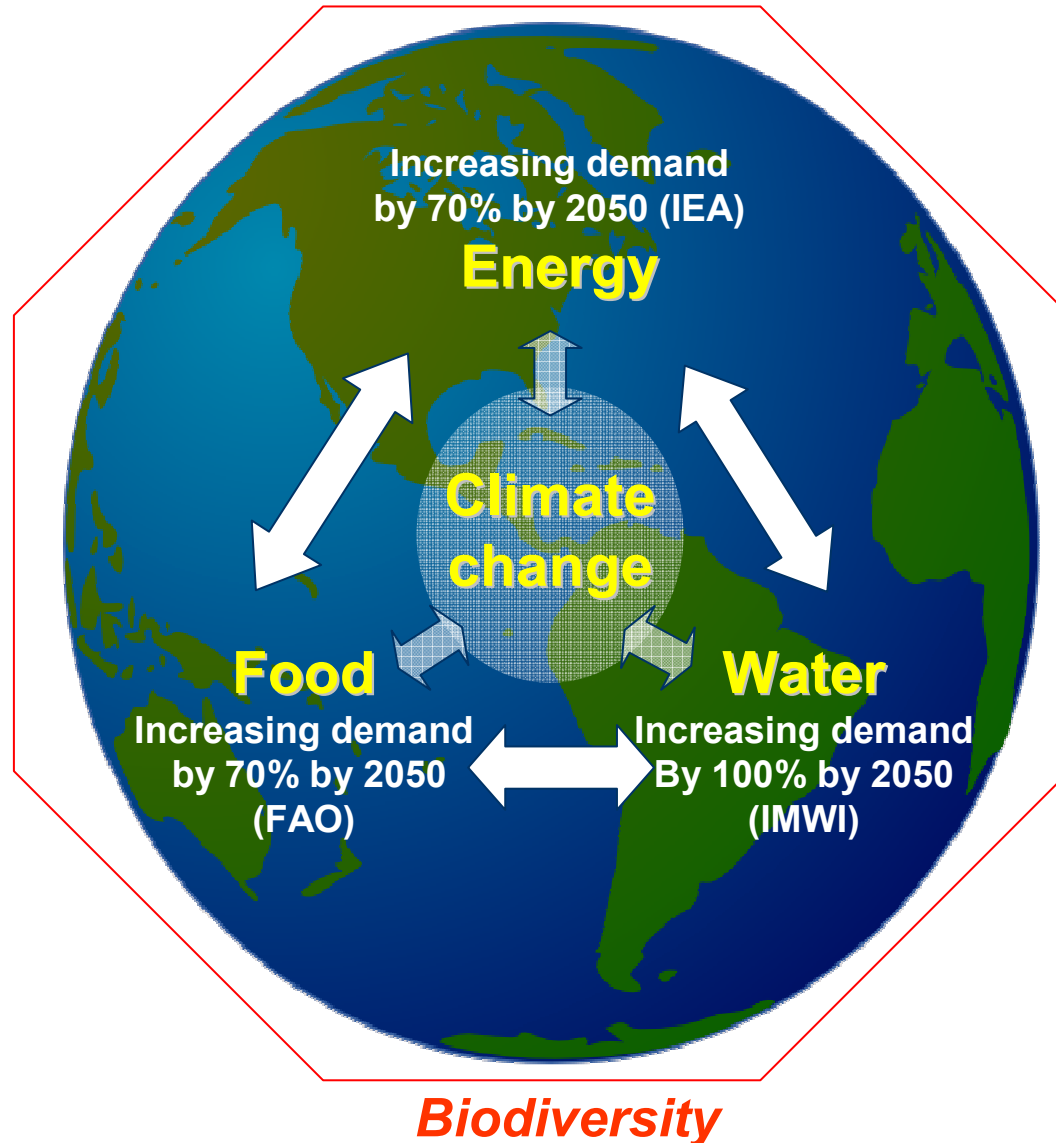 Increasing demand
by 70% by 2050 (IEA)
Energy
Climate
change
Food
Increasing demand
by 70% by 2050
(FAO)
Water
Increasing demand
By 100% by 2050
(IMWI)
Biodiversity